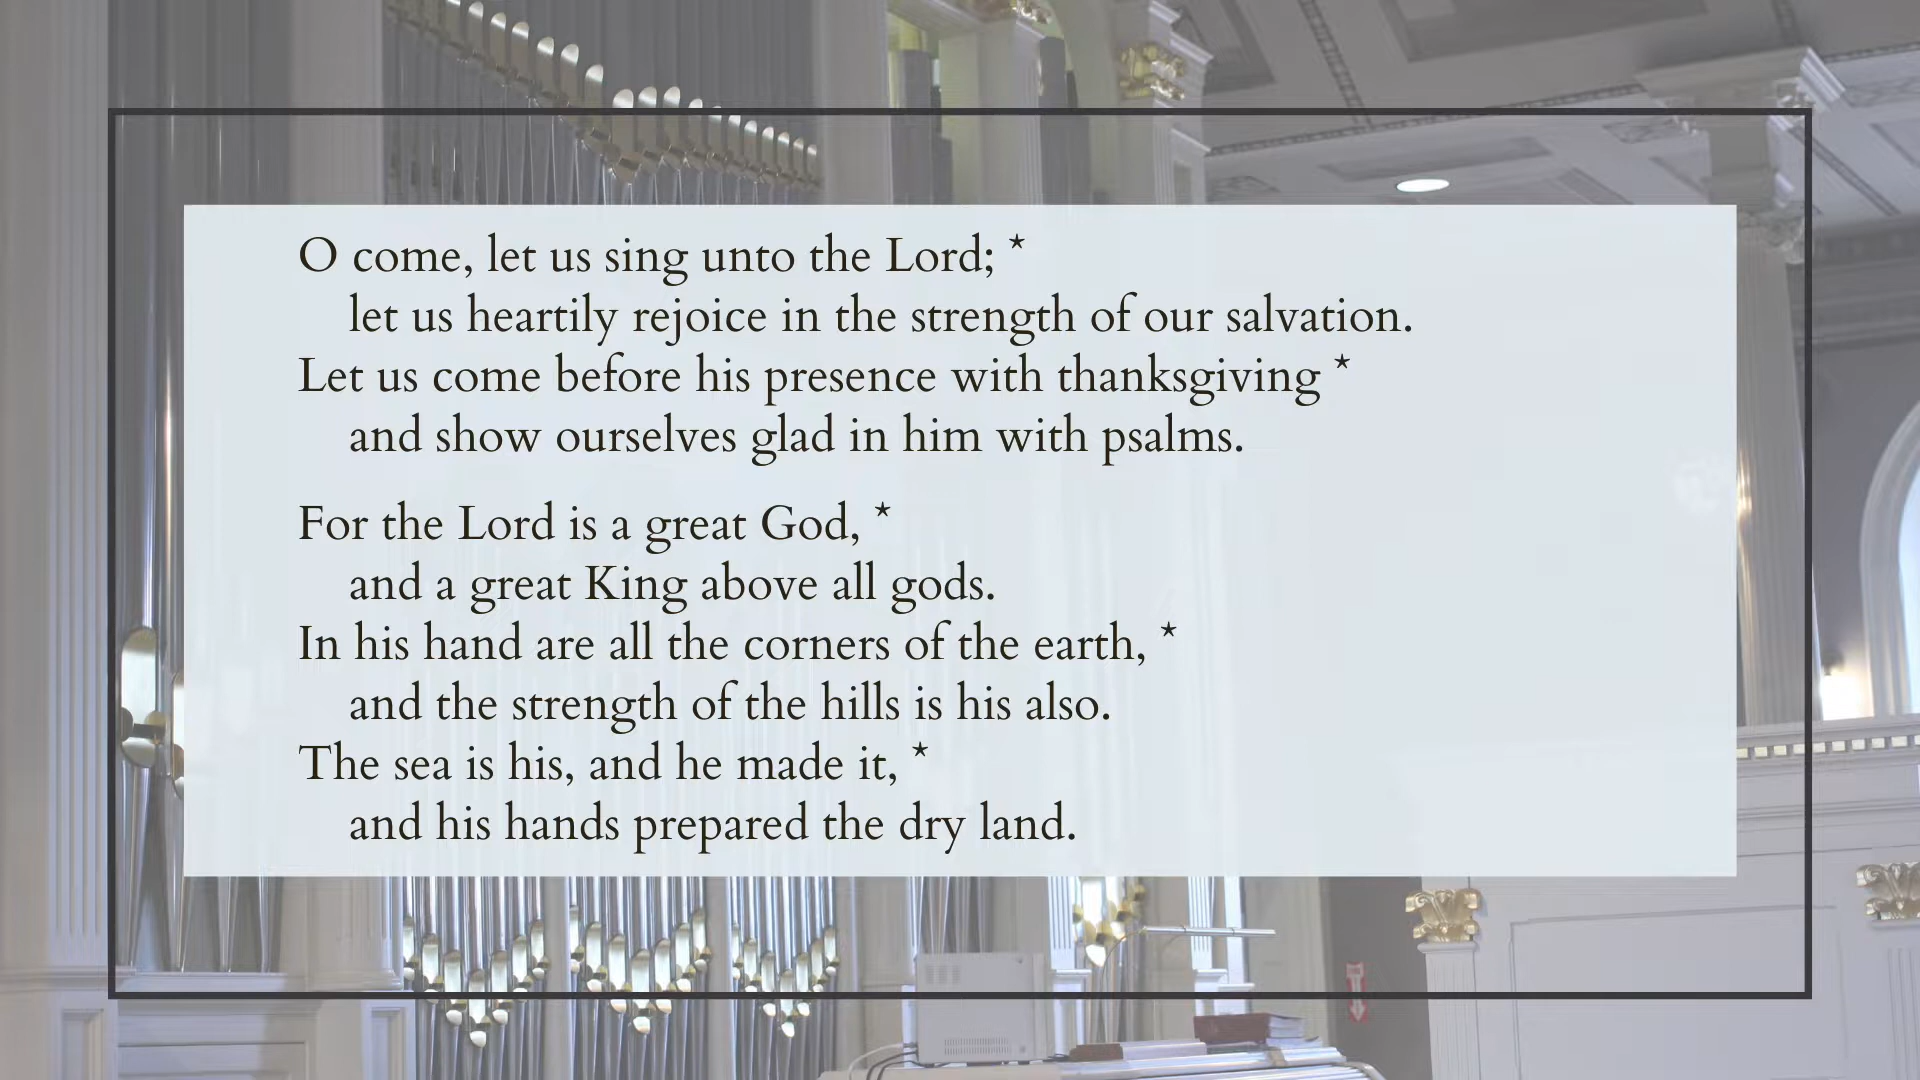 O come, let us sing unto the Lord; *
let us heartily rejoice in the strength of our salvation.
Let us come before his presence with thanksgiving *
and show ourselves glad in him with psalms.
For the Lord is a great God, *
and a great King above all gods.
In his hand are all the corners of the earth, *
and the strength of the hills is his also.
The sea is his, and he made it, *
and his hands prepared the dry land.